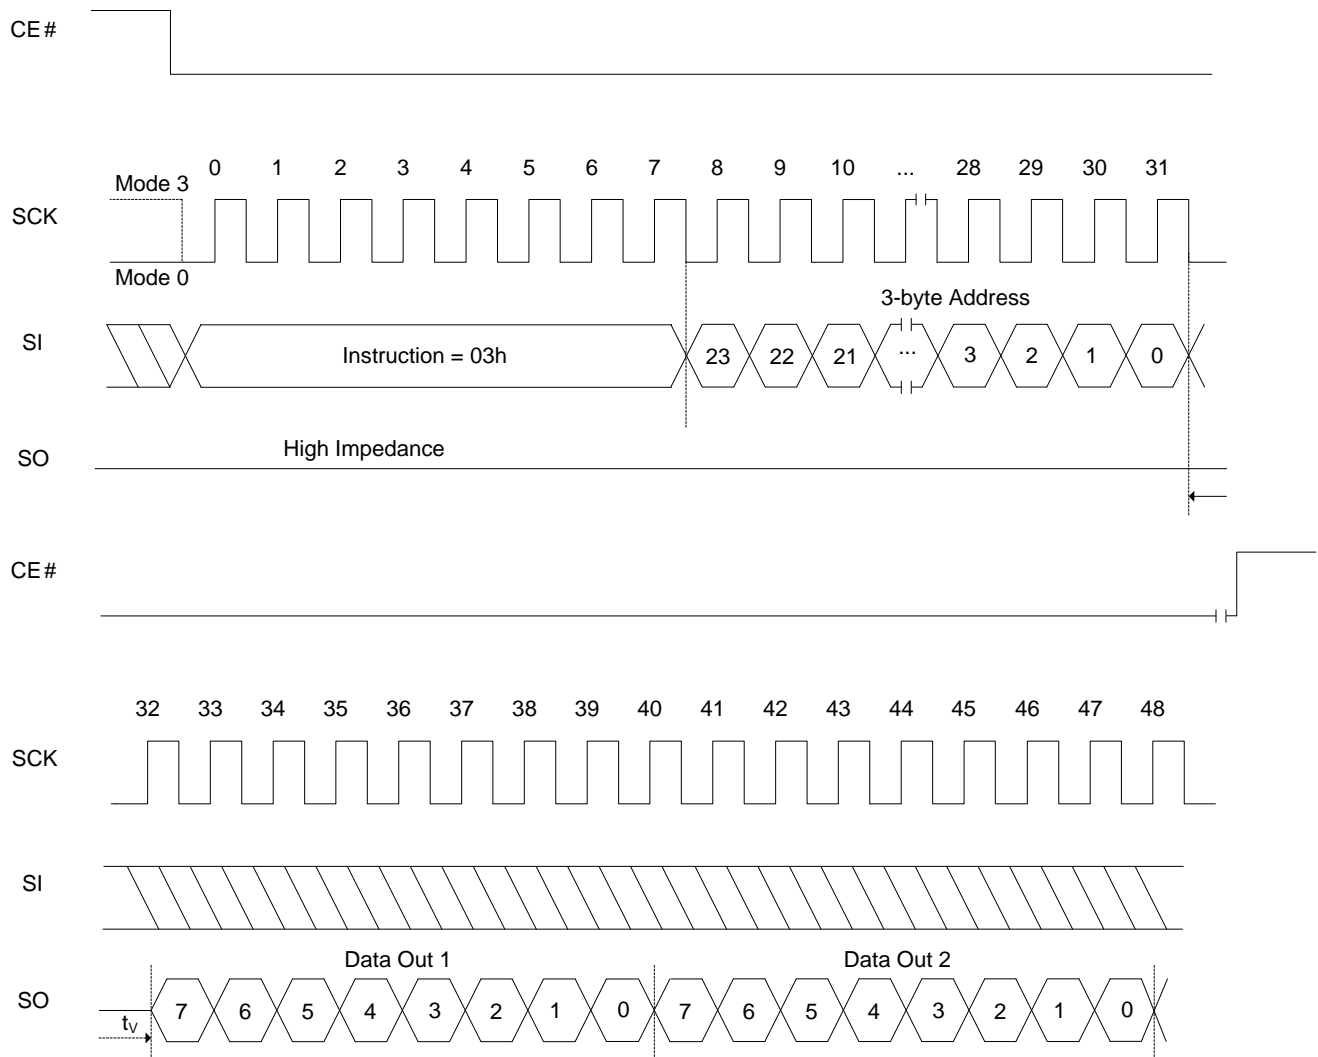 CE#
0 1 2 3 4 5 6 7 8 9 10 ... 28 29 30 31
Mode 3
SCK
Mode 0
3-byte Address
SI
Instruction = 03h 23 22 21 ... 3 2 1 0
High Impedance
SO
CE#
32 33 34 35 36 37 38 39 40 41 42 43 44 45 46 47 48
SCK
SI
Data Out 1 Data Out 2
SO
7 6 5 4 3 2 1 0 7 6 5 4 3 2 1 0
tV